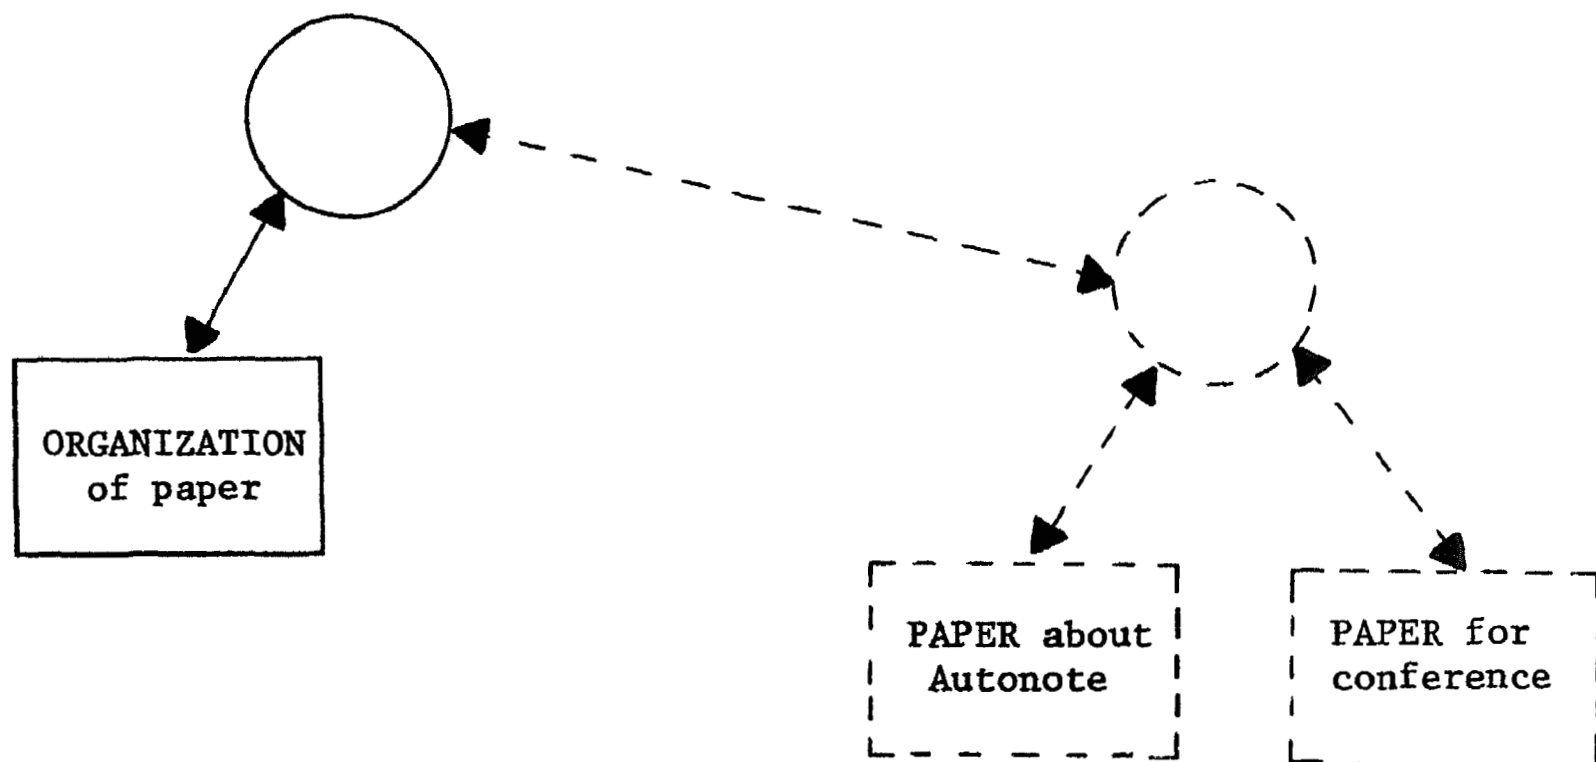 ORGANIZATION
of paper
PAPER about
Autonote
PAPER for
conference